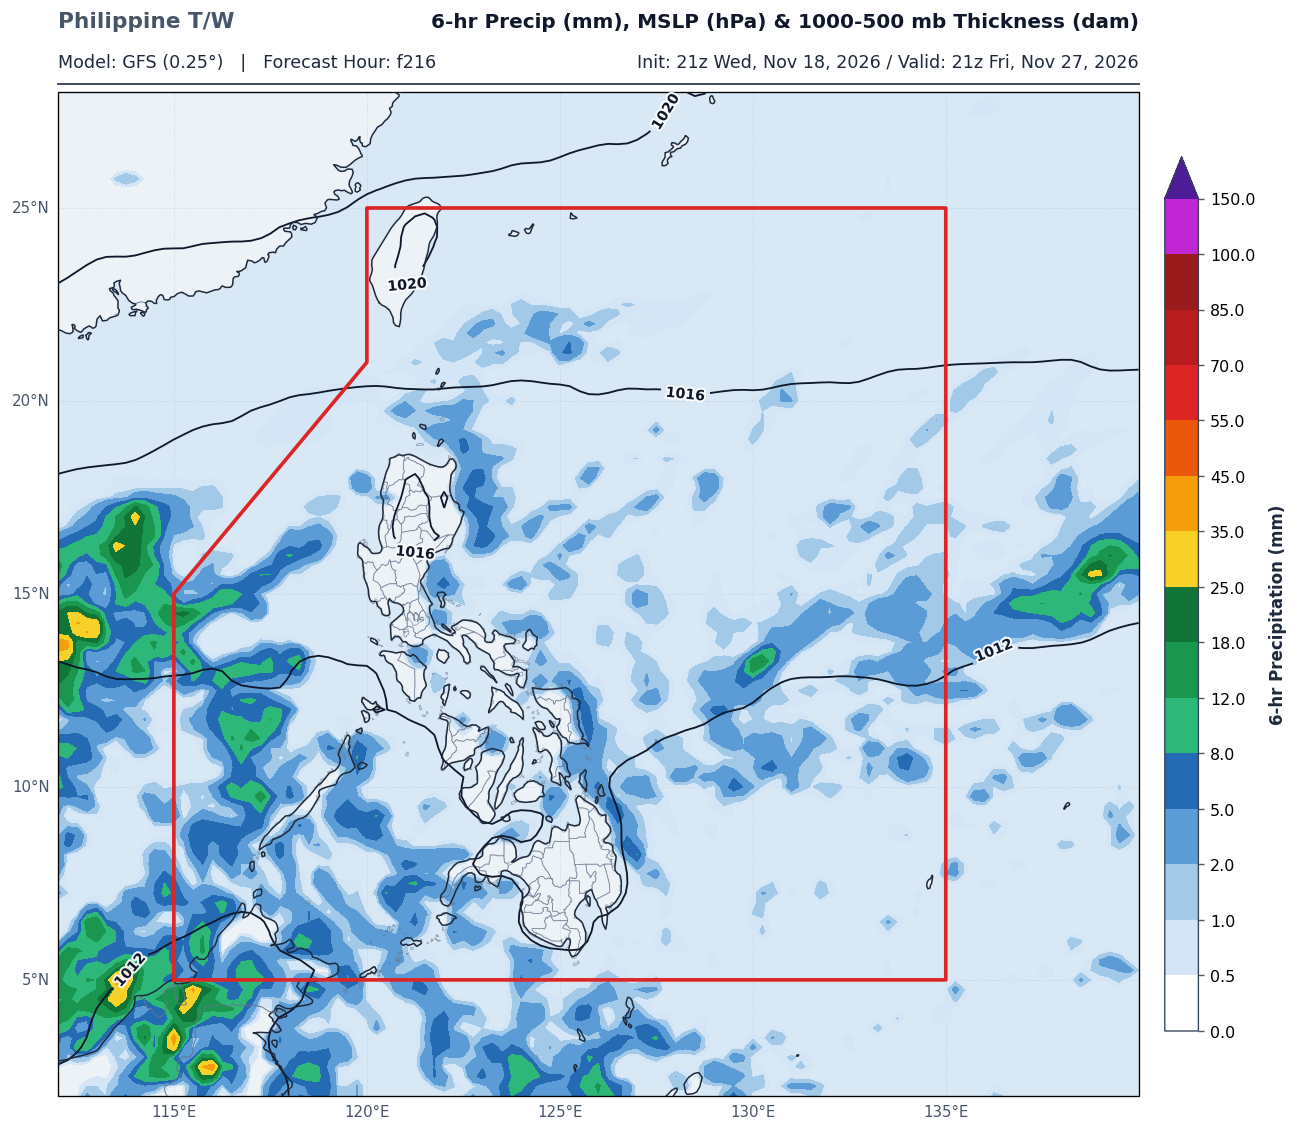 Philippine T/W
6-hr Precip (mm), MSLP (hPa) & 1000-500 mb Thickness (dam)
Model: GFS (0.25°)   |   Forecast Hour: f216
Init: 21z Wed, Nov 18, 2026 / Valid: 21z Fri, Nov 27, 2026
1020
25°N
1020
20°N
1016
1016
15°N
1012
10°N
1012
5°N
115°E
120°E
125°E
130°E
135°E
150.0
100.0
85.0
70.0
55.0
45.0
35.0
25.0
18.0
12.0
8.0
5.0
2.0
1.0
0.5
0.0
6-hr Precipitation (mm)